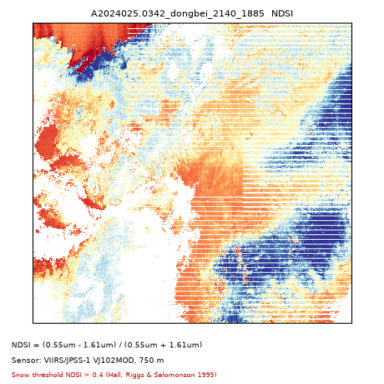 A2024025.0342_dongbei_2140_1885 NDSI
NDSI = (0.55um - 1.61um) / (0.55um + 1.61um)
Sensor: VIIRS/JPSS-1 VJ102MOD, 750 m
Snow threshold NDSI > 0.4 (Hall, Riggs & Salomonson 1995)